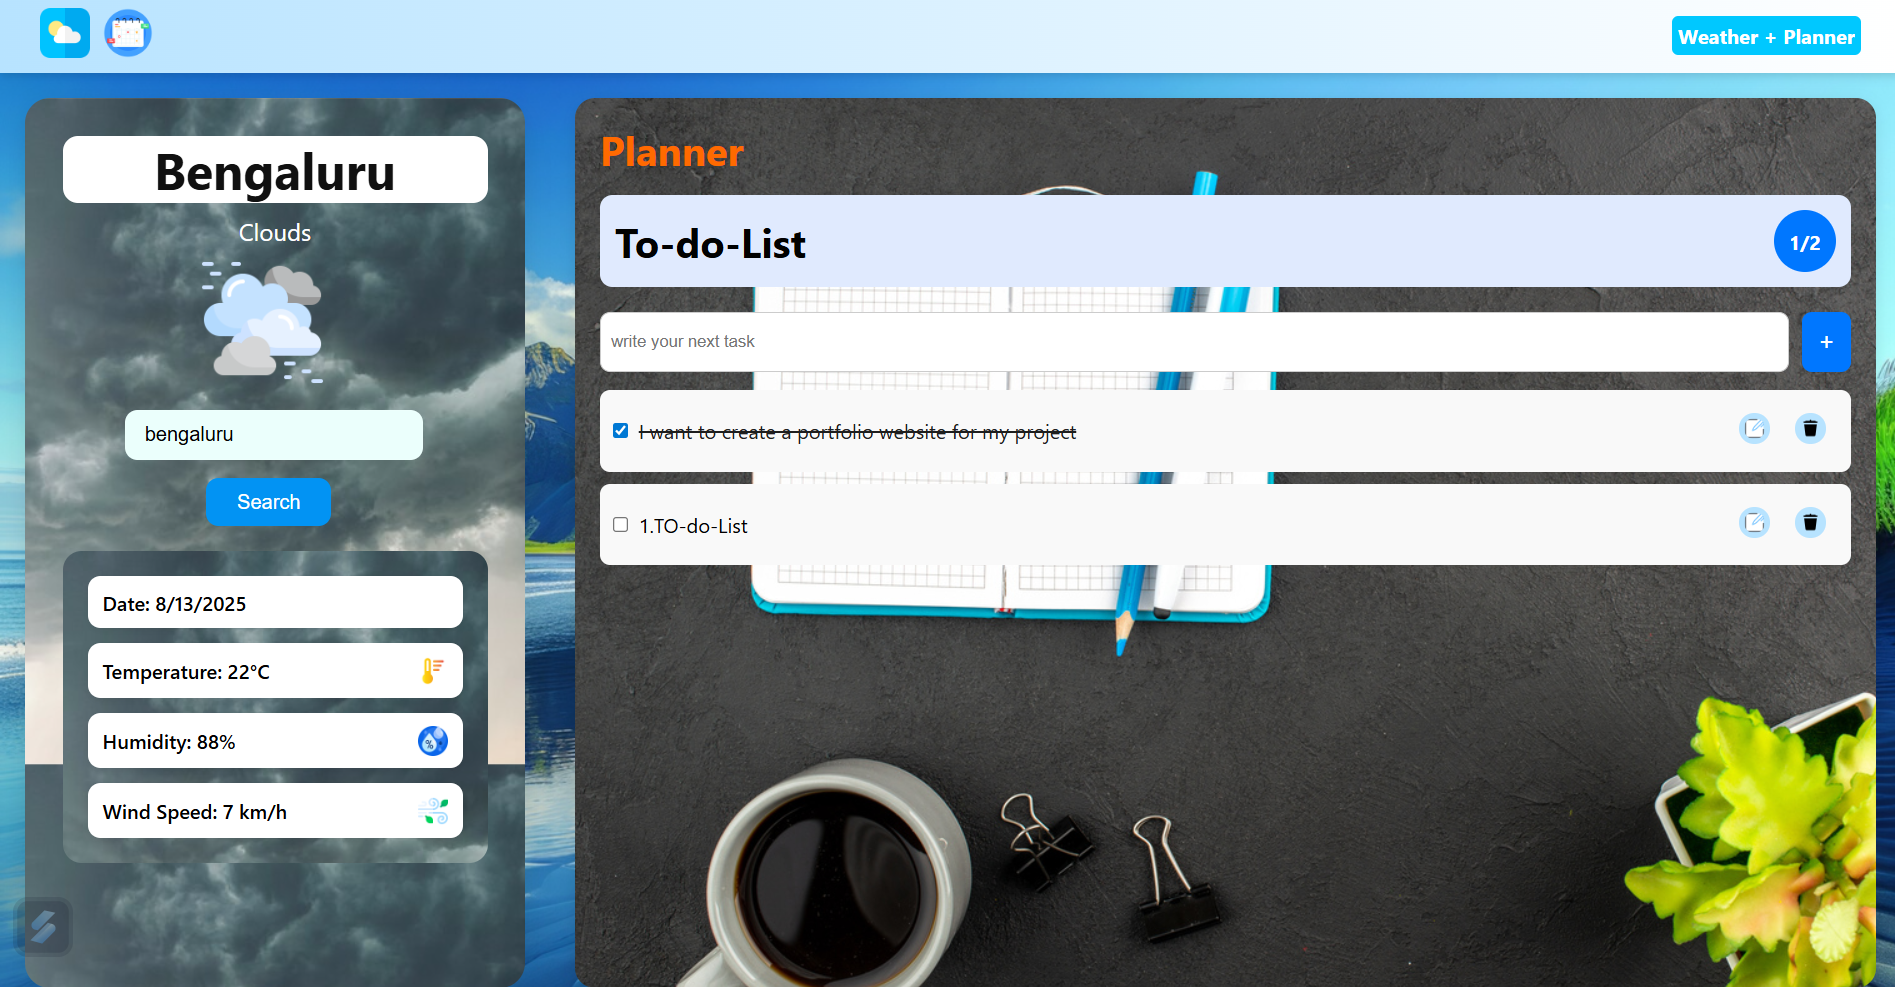 Weather + Planner
Bengaluru
Clouds
bengaluru
Search
Date: 8/13/2025
Temperature: 22°C
Humidity: 88%
%
Wind Speed: 7 km/h
Planner
To-do-List
1/2
write your next task
+
I want to create a portfolio website for my project
1.TO-do-List